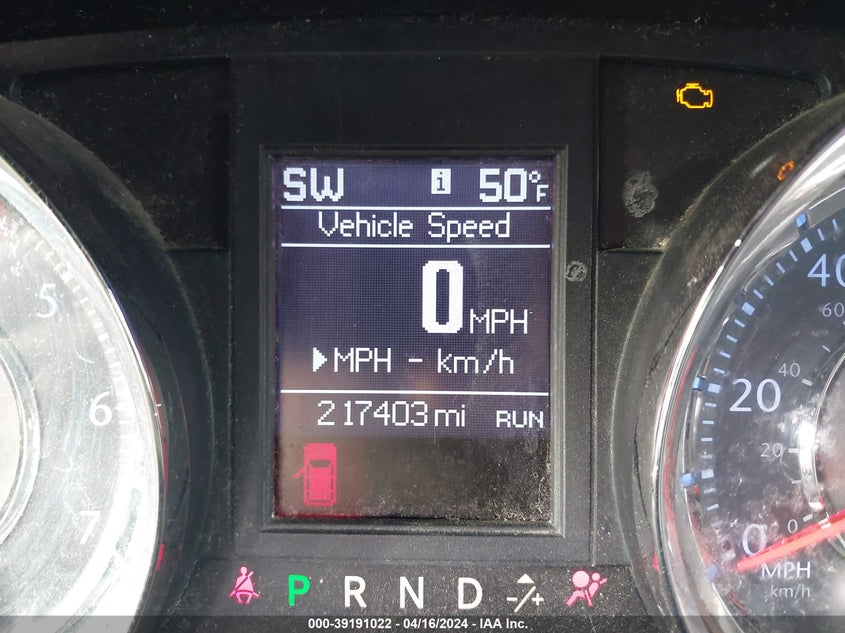 SW i 50°F
Vehicle Speed
0 MPH
▶MPH - km/h
217403 mi RUN
P R N D -/+
5
6
7
40
60
20
40
20
0
0
MPH
km/h
000-39191022 - 04/16/2024 - IAA Inc.